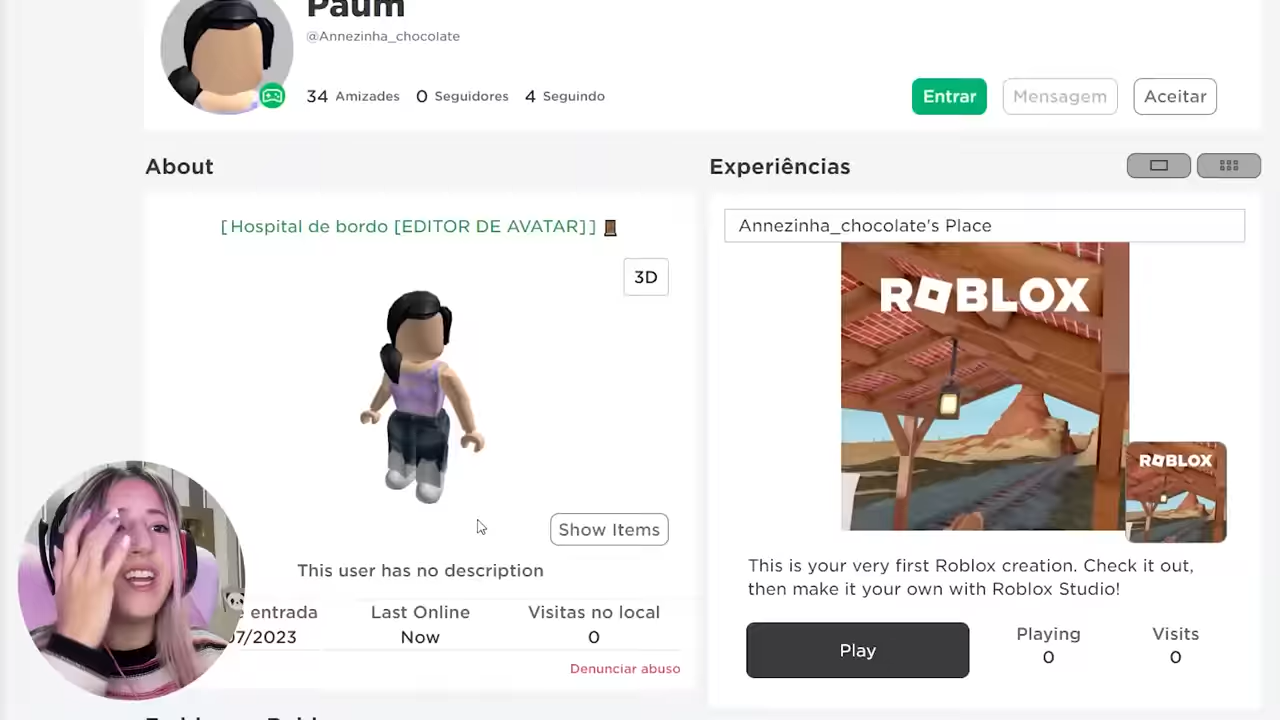 Paum
@Annezinha_chocolate
34 Amizades 0 Seguidores 4 Seguindo
Entrar
Mensagem
Aceitar
About
[Hospital de bordo [EDITOR DE AVATAR]]
3D
Show Items
This user has no description
entrada
07/2023
Last Online
Now
Visitas no local
0
Denunciar abuso
Experiências
Annezinha_chocolate's Place
ROBLOX
ROBLOX
This is your very first Roblox creation. Check it out,
then make it your own with Roblox Studio!
Play
Playing
0
Visits
0